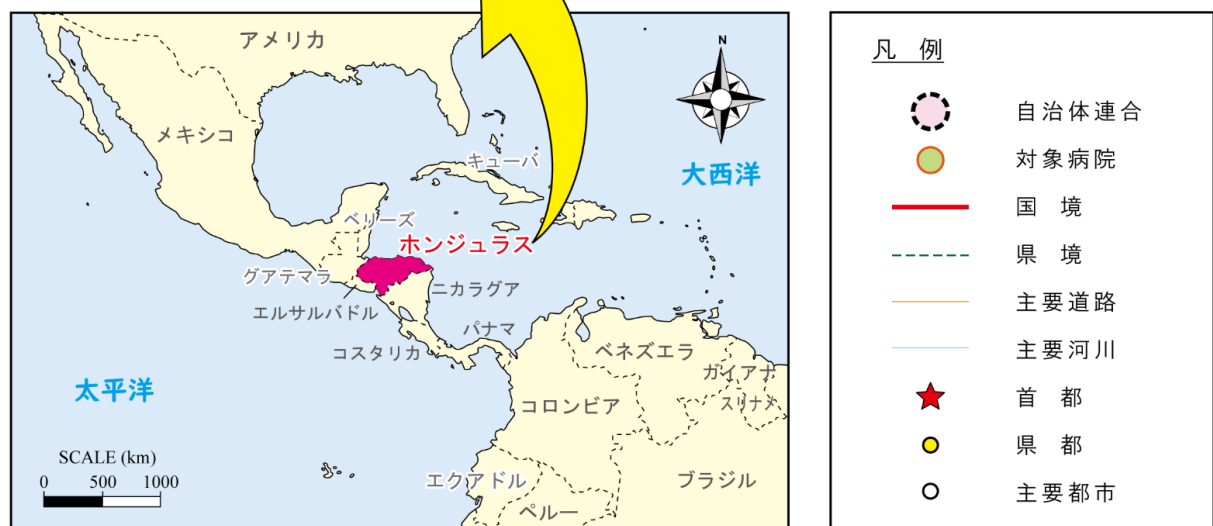 アメリカ
N
メキシコ
キューバ
大西洋
ベリーズ
ホンジュラス
グアテマラ
ニカラグア
エルサルバドル
パナマ
コスタリカ
ベネズエラ
ガイアナ
太平洋
コロンビア
スリナメ
SCALE (km)
0 500 1000
エクアドル
ブラジル
ペルー
凡 例
自治体連合
対象病院
国 境
県 境
主要道路
主要河川
首 都
県 都
主要都市